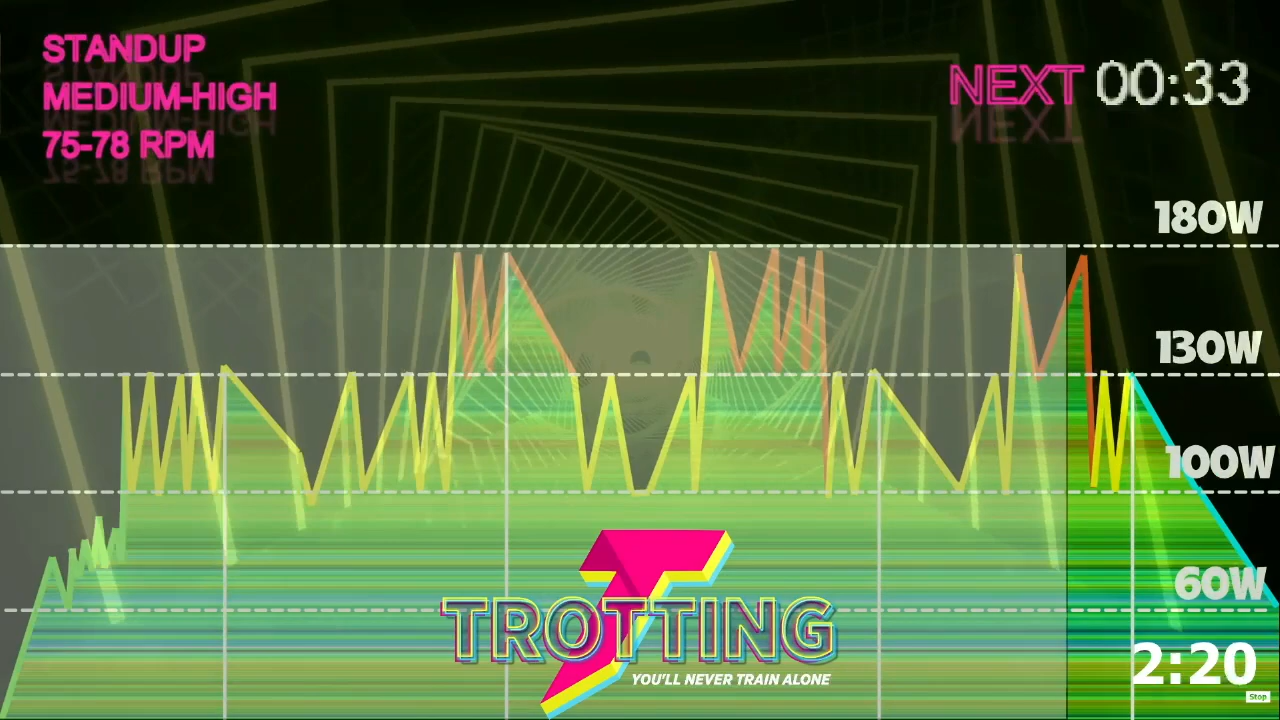 STANDUP
MEDIUM-HIGH
75-78 RPM
NEXT 00:33
180W
130W
100W
60W
TROTTING
YOU'LL NEVER TRAIN ALONE
2:20
Stop